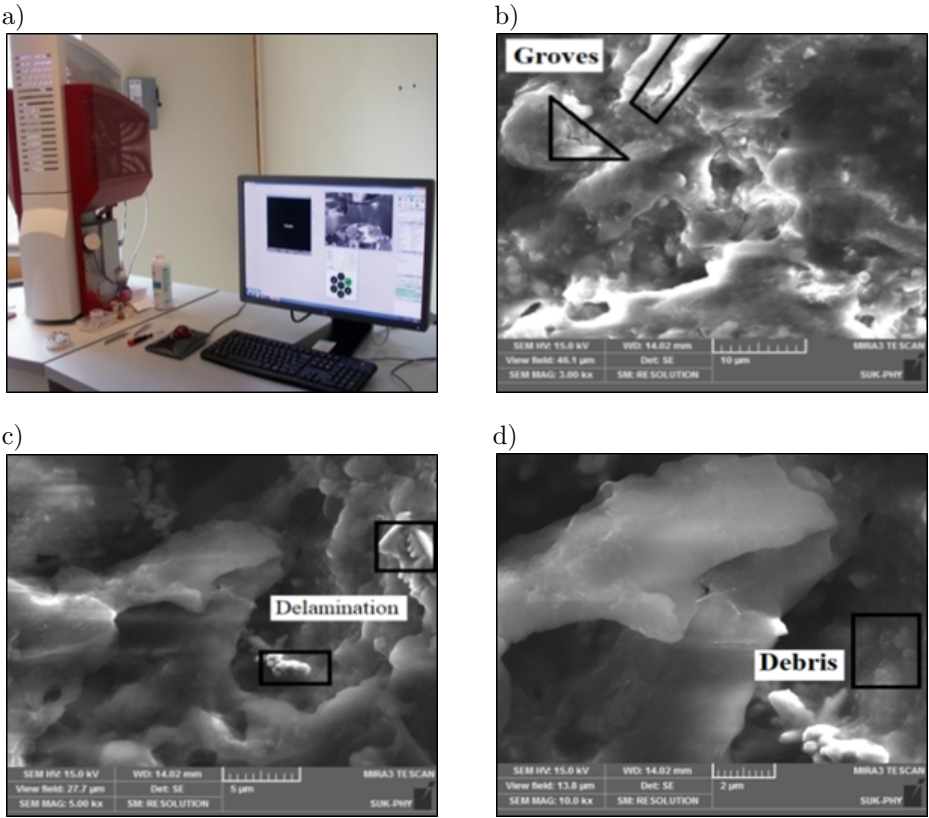 a)
b)
Groves
SEM HV: 15.0 kV WD: 14.02 mm MIRA3 TESCAN
View field: 46.1 µm Det: SE 10 µm
SEM MAG: 3.00 kx SM: RESOLUTION SUK-PHY
c)
d)
Delamination
SEM HV: 15.0 kV WD: 14.02 mm MIRA3 TESCAN
View field: 27.7 µm Det: SE 5 µm
SEM MAG: 5.00 kx SM: RESOLUTION SUK-PHY
Debris
SEM HV: 15.0 kV WD: 14.02 mm MIRA3 TESCAN
View field: 13.8 µm Det: SE 2 µm
SEM MAG: 10.0 kx SM: RESOLUTION SUK-PHY